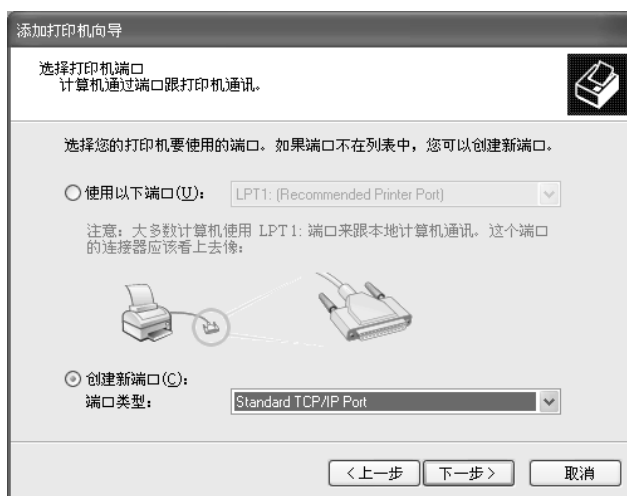 添加打印机向导
选择打印机端口
计算机通过端口跟打印机通讯。
选择您的打印机要使用的端口。如果端口不在列表中，您可以创建新端口。
使用以下端口(U)： LPT1: (Recommended Printer Port)
注意：大多数计算机使用 LPT1: 端口来跟本地计算机通讯。这个端口
的连接器应该看上去像：
创建新端口(C)：
端口类型： Standard TCP/IP Port
<上一步 下一步> 取消